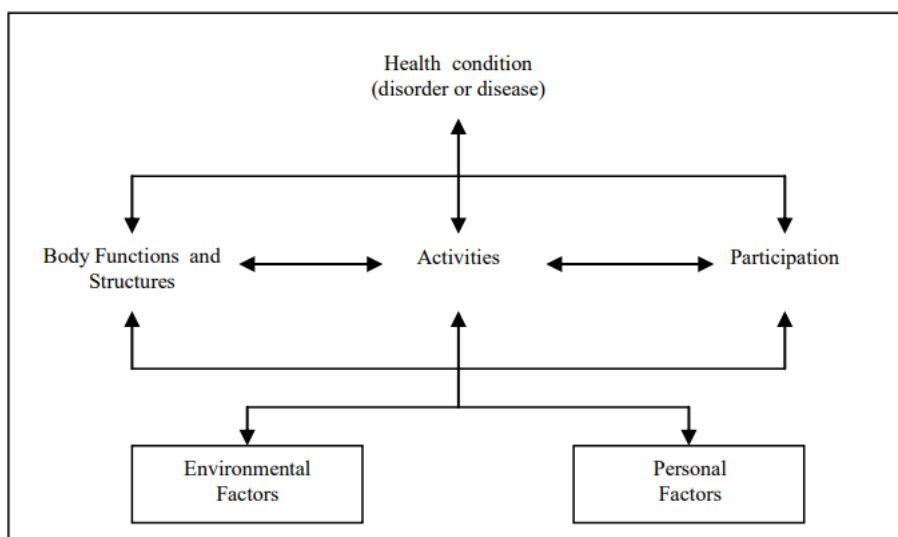 Health condition
(disorder or disease)
Body Functions and
Structures
Activities
Participation
Environmental
Factors
Personal
Factors